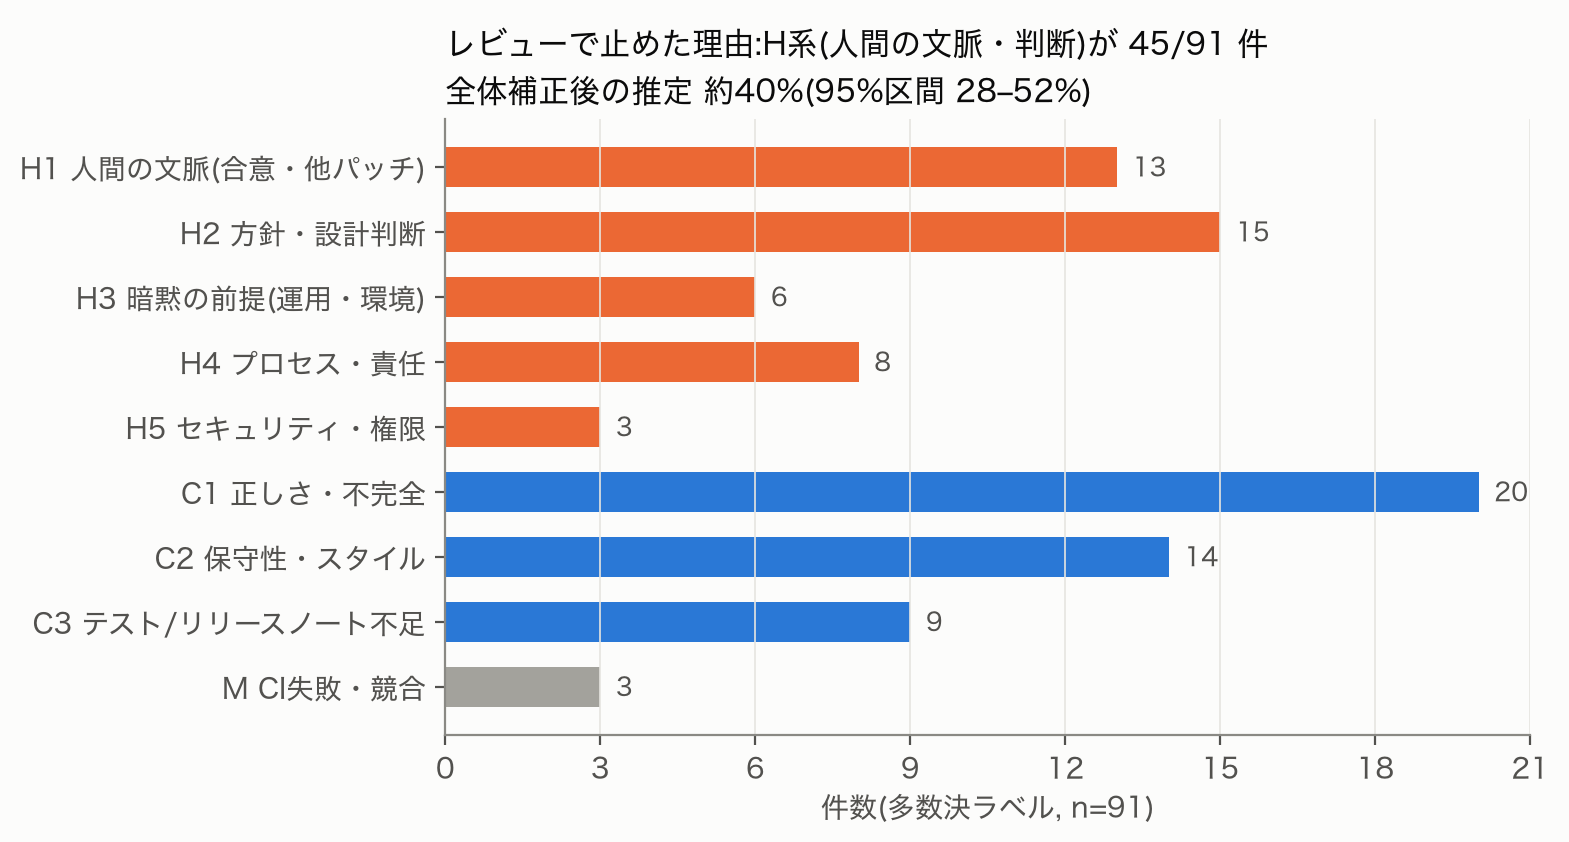 レビューで止めた理由:H系(人間の文脈・判断)が 45/91 件
全体補正後の推定 約40%(95%区間 28–52%)
H1 人間の文脈(合意・他パッチ) 13
H2 方針・設計判断 15
H3 暗黙の前提(運用・環境) 6
H4 プロセス・責任 8
H5 セキュリティ・権限 3
C1 正しさ・不完全 20
C2 保守性・スタイル 14
C3 テスト/リリースノート不足 9
M CI失敗・競合 3
0 3 6 9 12 15 18 21
件数(多数決ラベル, n=91)